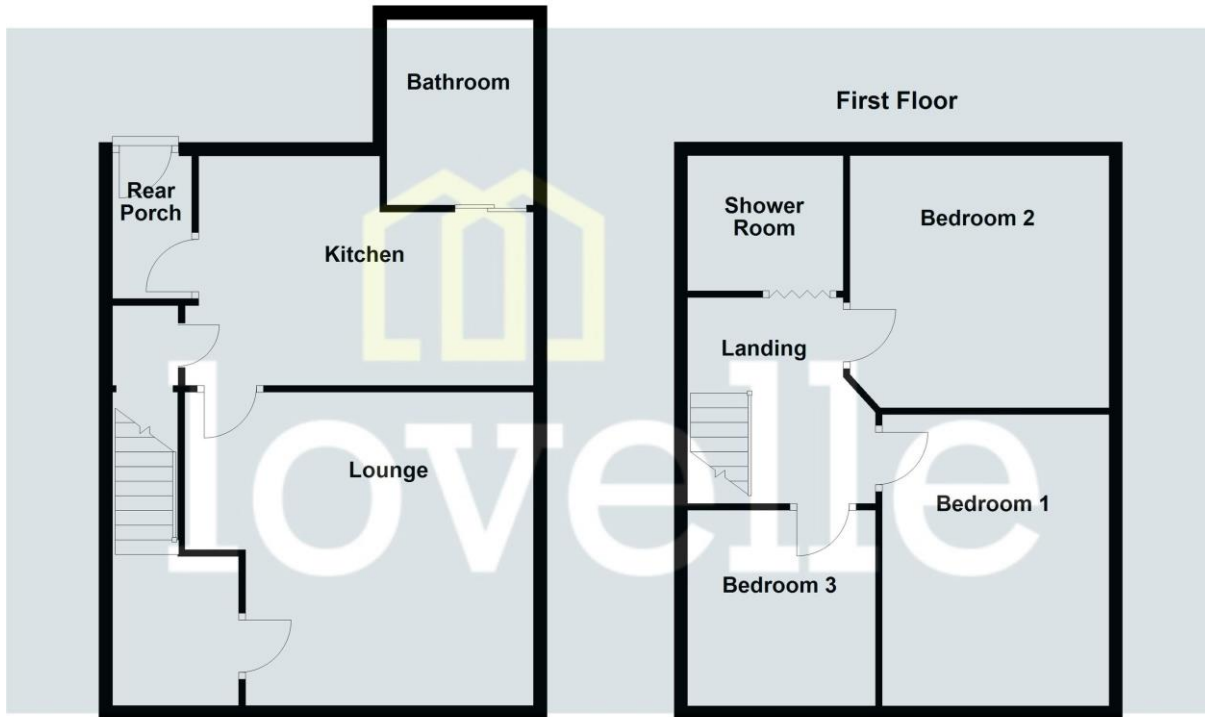 Bathroom
Rear
Porch
Kitchen
Lounge
First Floor
Shower
Room
Bedroom 2
Landing
Bedroom 1
Bedroom 3
lovelle